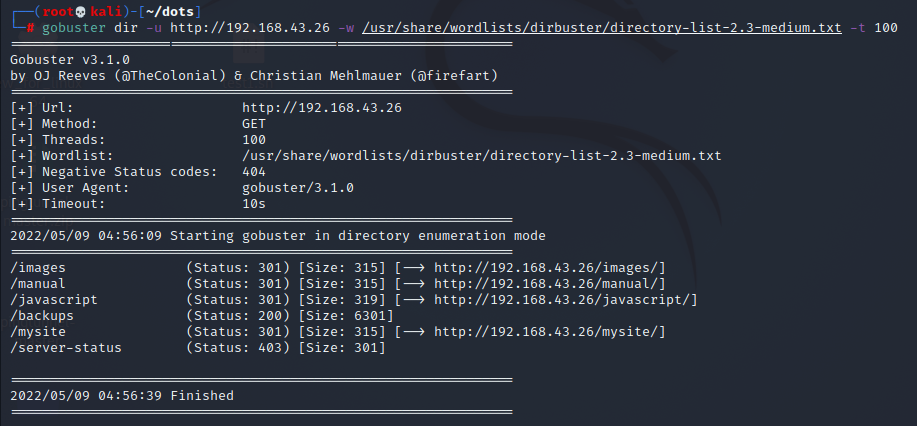 ┌──(root💀kali)-[~/dots]
└─# gobuster dir -u http://192.168.43.26 -w /usr/share/wordlists/dirbuster/directory-list-2.3-medium.txt -t 100
===============================================================
Gobuster v3.1.0
by OJ Reeves (@TheColonial) & Christian Mehlmauer (@firefart)
===============================================================
[+] Url:                     http://192.168.43.26
[+] Method:                  GET
[+] Threads:                 100
[+] Wordlist:                /usr/share/wordlists/dirbuster/directory-list-2.3-medium.txt
[+] Negative Status codes:   404
[+] User Agent:              gobuster/3.1.0
[+] Timeout:                 10s
===============================================================
2022/05/09 04:56:09 Starting gobuster in directory enumeration mode
===============================================================
/images               (Status: 301) [Size: 315] [--> http://192.168.43.26/images/]
/manual               (Status: 301) [Size: 315] [--> http://192.168.43.26/manual/]
/javascript           (Status: 301) [Size: 319] [--> http://192.168.43.26/javascript/]
/backups              (Status: 200) [Size: 6301]
/mysite               (Status: 301) [Size: 315] [--> http://192.168.43.26/mysite/]
/server-status        (Status: 403) [Size: 301]
===============================================================
2022/05/09 04:56:39 Finished
===============================================================